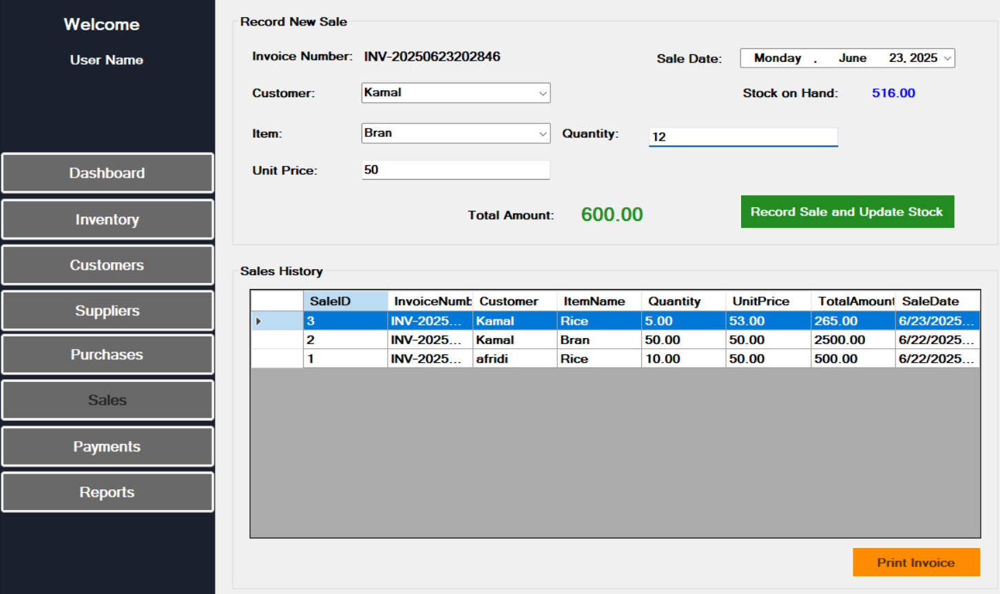 Welcome
User Name
Dashboard
Inventory
Customers
Suppliers
Purchases
Sales
Payments
Reports
Record New Sale
Invoice Number: INV-20250623202846 Sale Date: Monday , June 23, 2025
Customer: Kamal Stock on Hand: 516.00
Item: Bran Quantity: 12
Unit Price: 50
Total Amount: 600.00 Record Sale and Update Stock
Sales History
SaleID InvoiceNumb Customer ItemName Quantity UnitPrice TotalAmount SaleDate
3 INV-2025... Kamal Rice 5.00 53.00 265.00 6/23/2025...
2 INV-2025... Kamal Bran 50.00 50.00 2500.00 6/22/2025...
1 INV-2025... afridi Rice 10.00 50.00 500.00 6/22/2025...
Print Invoice